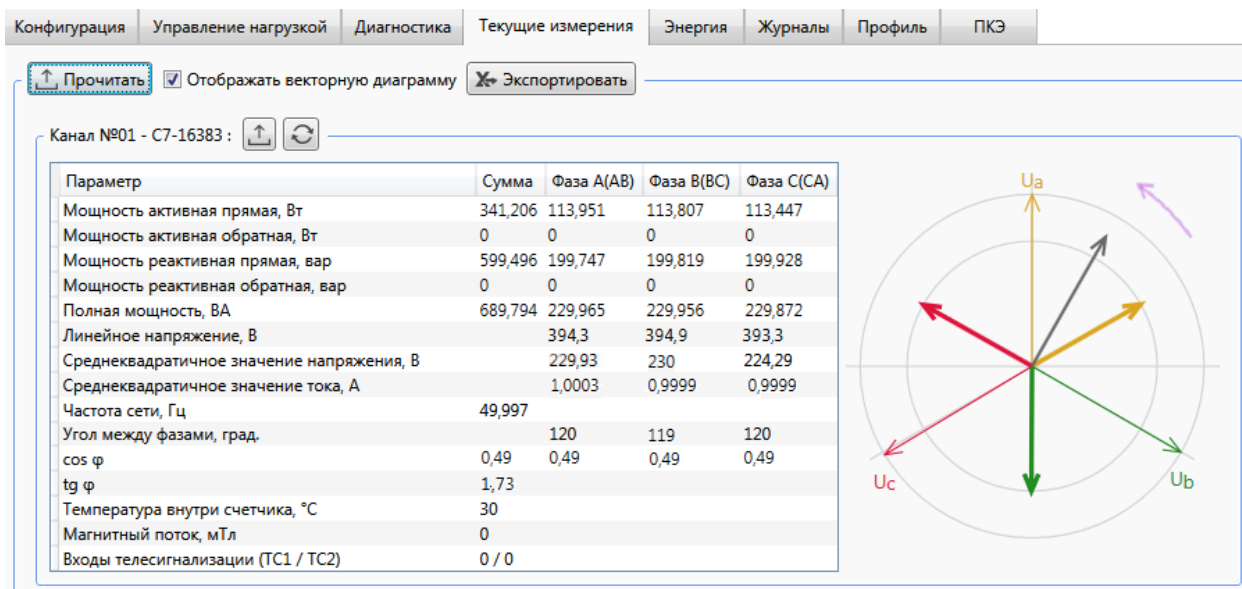 Конфигурация Управление нагрузкой Диагностика Текущие измерения Энергия Журналы Профиль ПКЭ
Прочитать Отображать векторную диаграмму Экспортировать
Канал №01 - C7-16383 :
Параметр Сумма Фаза A(AB) Фаза B(BC) Фаза C(CA)
Мощность активная прямая, Вт 341,206 113,951 113,807 113,447
Мощность активная обратная, Вт 0 0 0 0
Мощность реактивная прямая, вар 599,496 199,747 199,819 199,928
Мощность реактивная обратная, вар 0 0 0 0
Полная мощность, ВА 689,794 229,965 229,956 229,872
Линейное напряжение, В 394,3 394,9 393,3
Среднеквадратичное значение напряжения, В 229,93 230 224,29
Среднеквадратичное значение тока, А 1,0003 0,9999 0,9999
Частота сети, Гц 49,997
Угол между фазами, град. 120 119 120
cos φ 0,49 0,49 0,49 0,49
tg φ 1,73
Температура внутри счетчика, °C 30
Магнитный поток, мТл 0
Входы телесигнализации (ТС1 / ТС2) 0 / 0
Ua
Uc
Ub